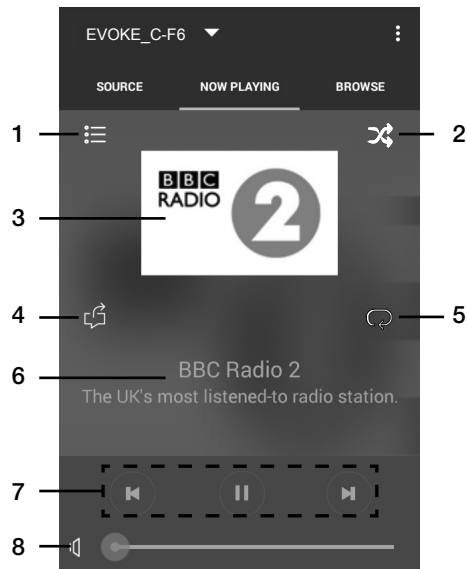 EVOKE_C-F6
SOURCE NOW PLAYING BROWSE
1 2
BBC
RADIO 2
3
4 5
6 BBC Radio 2
The UK's most listened-to radio station.
7
8